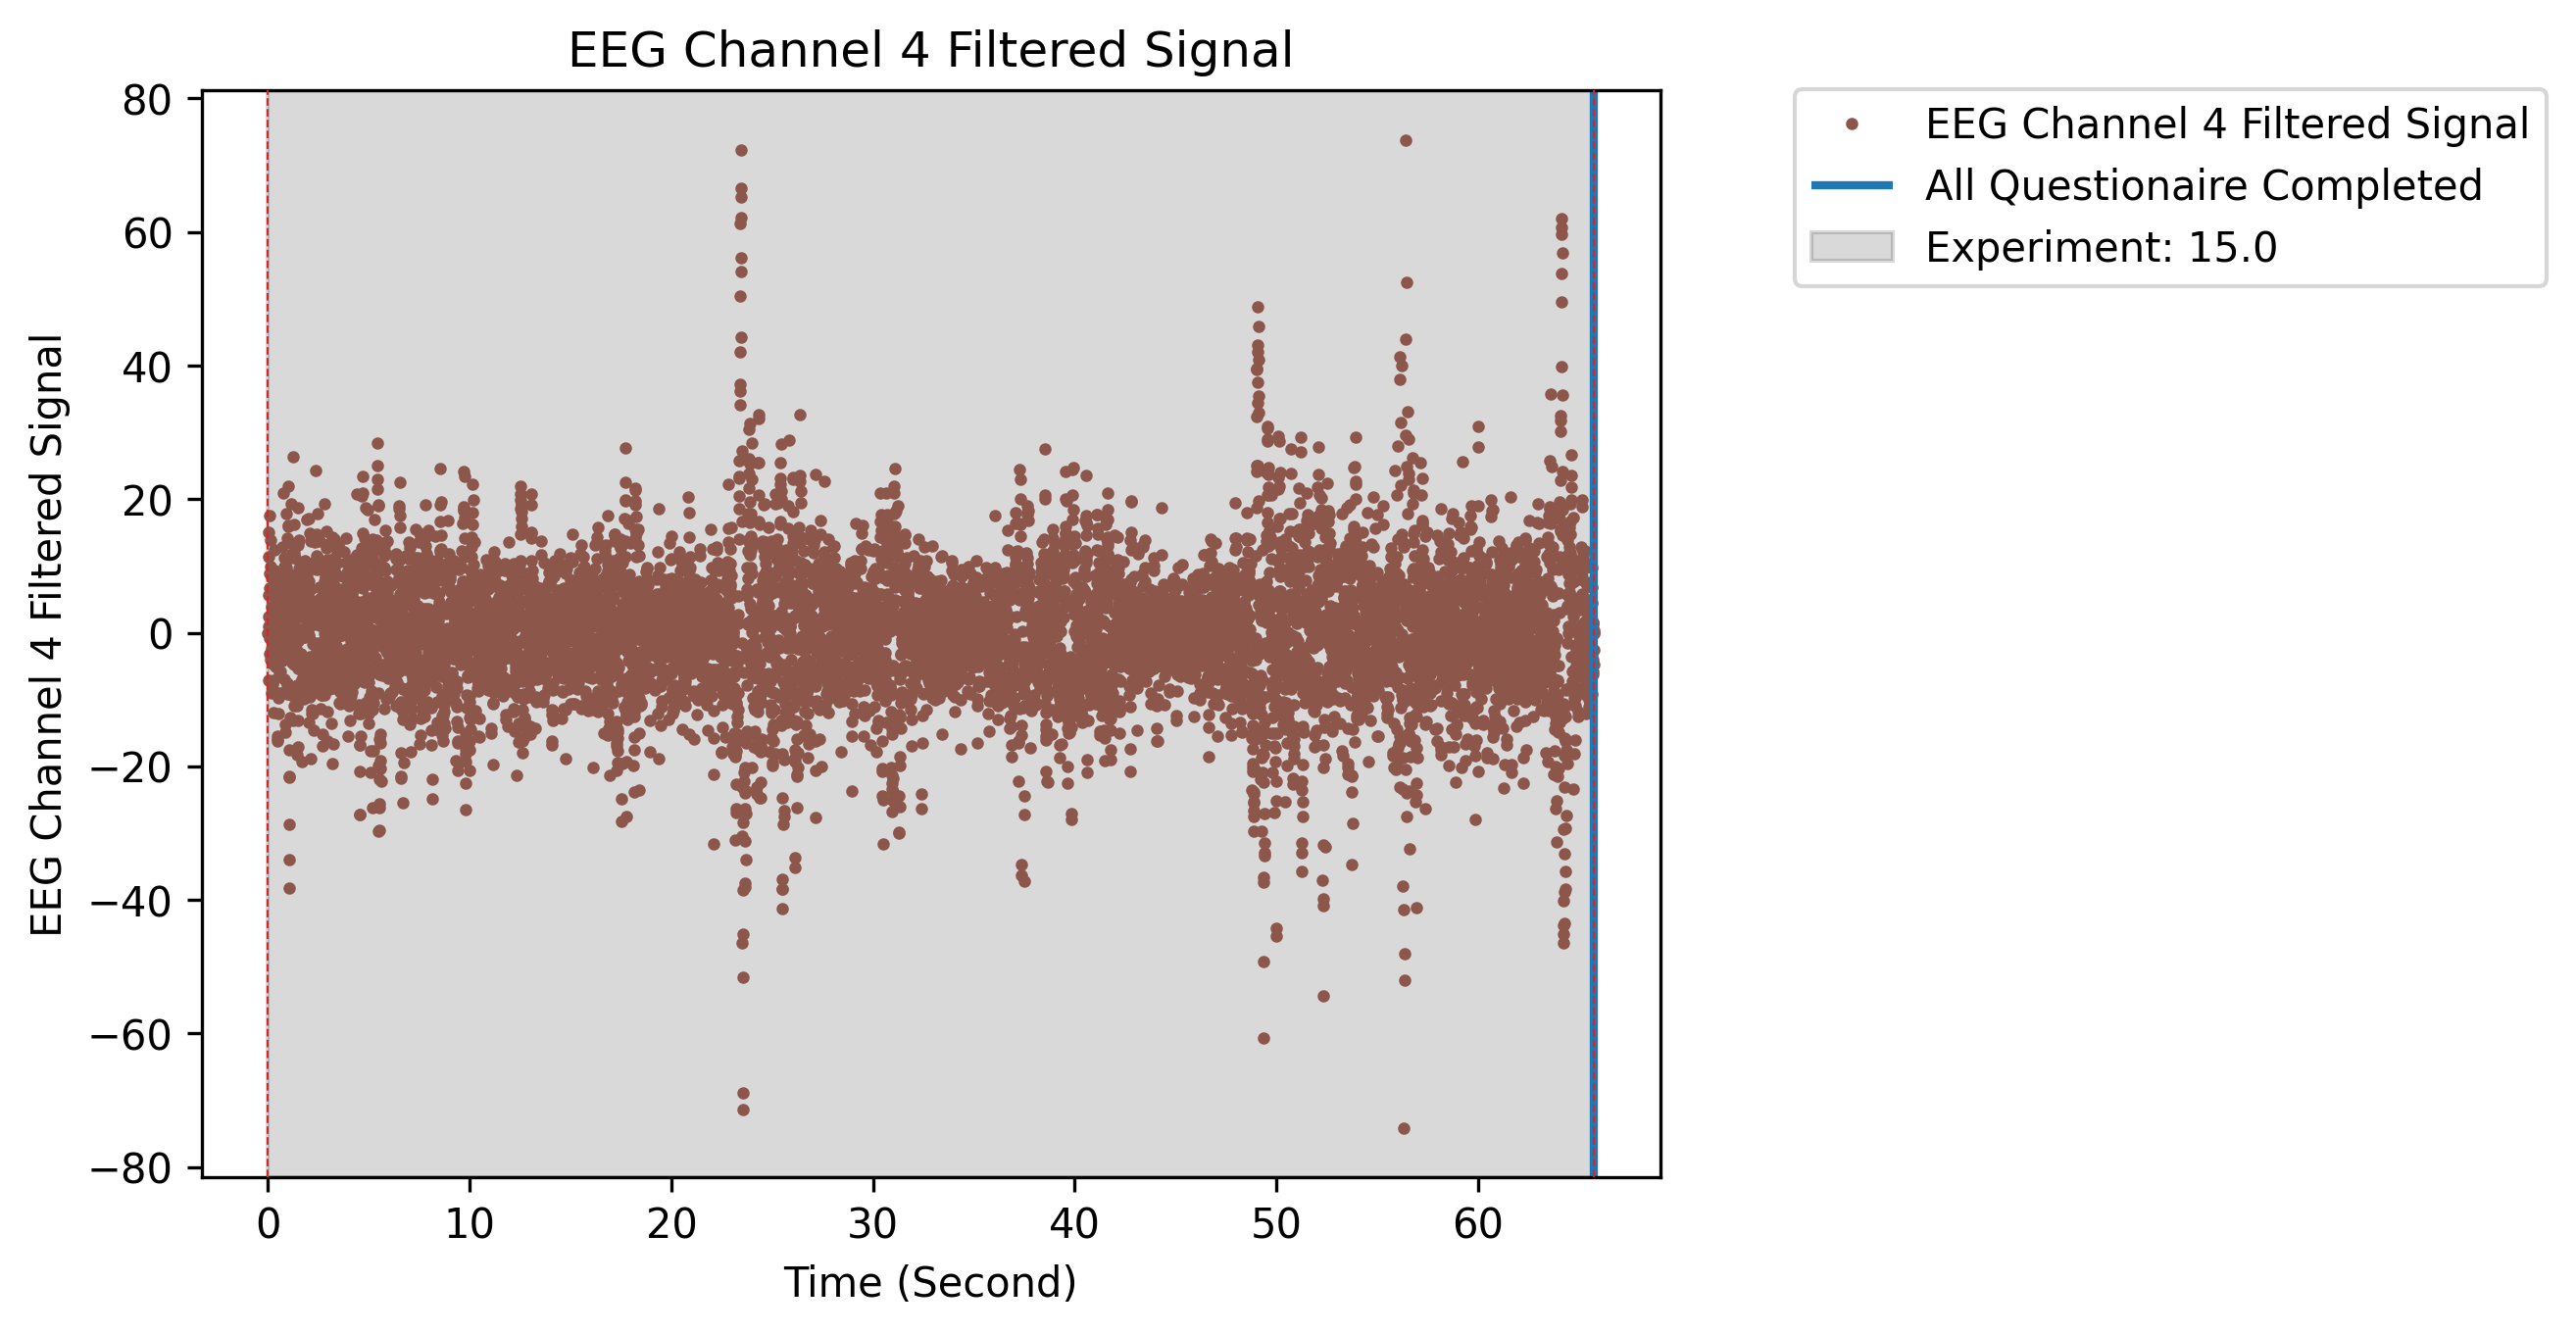 EEG Channel 4 Filtered Signal
EEG Channel 4 Filtered Signal
80
60
40
20
0
−20
−40
−60
−80
0 10 20 30 40 50 60
Time (Second)
EEG Channel 4 Filtered Signal
All Questionaire Completed
Experiment: 15.0